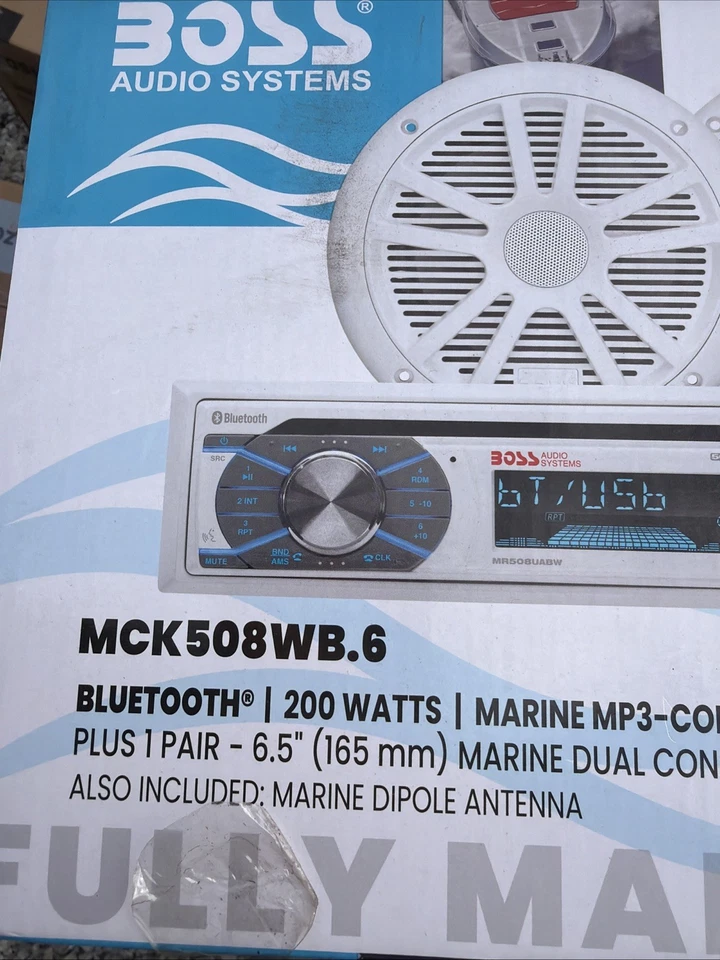 BOSS®
AUDIO SYSTEMS
Bluetooth
SRC
1
4
RDM
2 INT
5 -10
3
RPT
6
+10
MUTE
BND
AMS
CLK
BOSS AUDIO
SYSTEMS
bT/USb
RPT
MR508UABW
MCK508WB.6
BLUETOOTH® | 200 WATTS | MARINE MP3-CO
PLUS 1 PAIR - 6.5" (165 mm) MARINE DUAL CON
ALSO INCLUDED: MARINE DIPOLE ANTENNA
FULLY MA